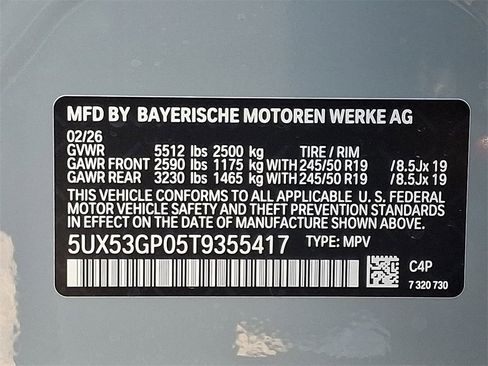 MFD BY BAYERISCHE MOTOREN WERKE AG
02/26
GVWR 5512 lbs 2500 kg TIRE / RIM
GAWR FRONT 2590 lbs 1175 kg WITH 245/50 R19 / 8.5Jx 19
GAWR REAR 3230 lbs 1465 kg WITH 245/50 R19 / 8.5Jx 19
THIS VEHICLE CONFORMS TO ALL APPLICABLE U. S. FEDERAL
MOTOR VEHICLE SAFETY AND THEFT PREVENTION STANDARDS
IN EFFECT ON THE DATE OF MANUFACTURE SHOWN ABOVE.
5UX53GP05T9355417 TYPE: MPV
C4P
7 320 730